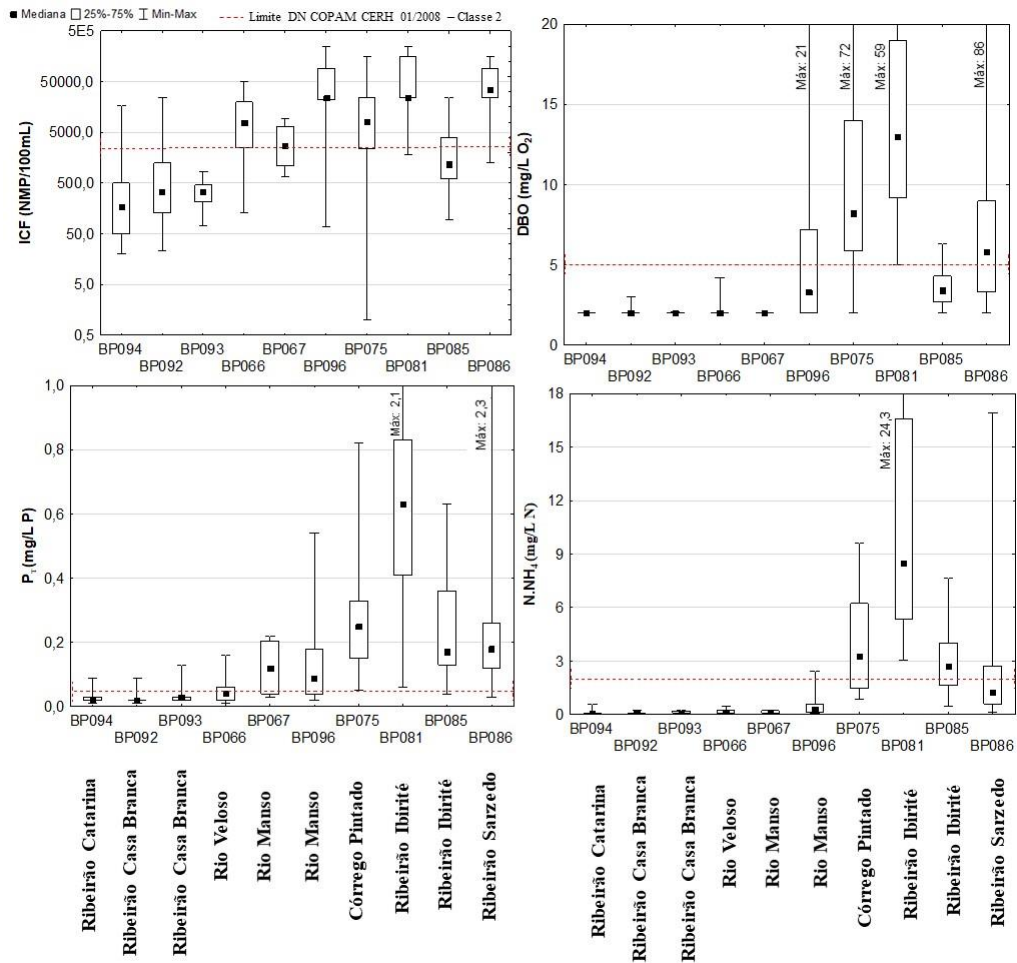 Mediana 25%-75% Min-Max Limite DN COPAM CERH 01/2008 – Classe 2
ICF (NMP/100mL)
5E5
50000,0
5000,0
500,0
50,0
5,0
0,5
BP094 BP093 BP067 BP075 BP085
BP092 BP066 BP096 BP081 BP086
DBO (mg/L O₂)
20
15
10
5
0
Máx: 21
Máx: 72
Máx: 59
Máx: 86
BP094 BP093 BP067 BP075 BP085
BP092 BP066 BP096 BP081 BP086
P_T (mg/L P)
1,0
0,8
0,6
0,4
0,2
0,0
Máx: 2,1
Máx: 2,3
BP094 BP093 BP067 BP075 BP085
BP092 BP066 BP096 BP081 BP086
N.NH₄ (mg/L N)
18
15
12
9
6
3
0
Máx: 24,3
BP094 BP093 BP067 BP075 BP085
BP092 BP066 BP096 BP081 BP086
Ribeirão Catarina
Ribeirão Casa Branca
Ribeirão Casa Branca
Rio Veloso
Rio Manso
Rio Manso
Córrego Pintado
Ribeirão Ibirité
Ribeirão Ibirité
Ribeirão Sarzedo
Ribeirão Catarina
Ribeirão Casa Branca
Ribeirão Casa Branca
Rio Veloso
Rio Manso
Rio Manso
Córrego Pintado
Ribeirão Ibirité
Ribeirão Ibirité
Ribeirão Sarzedo